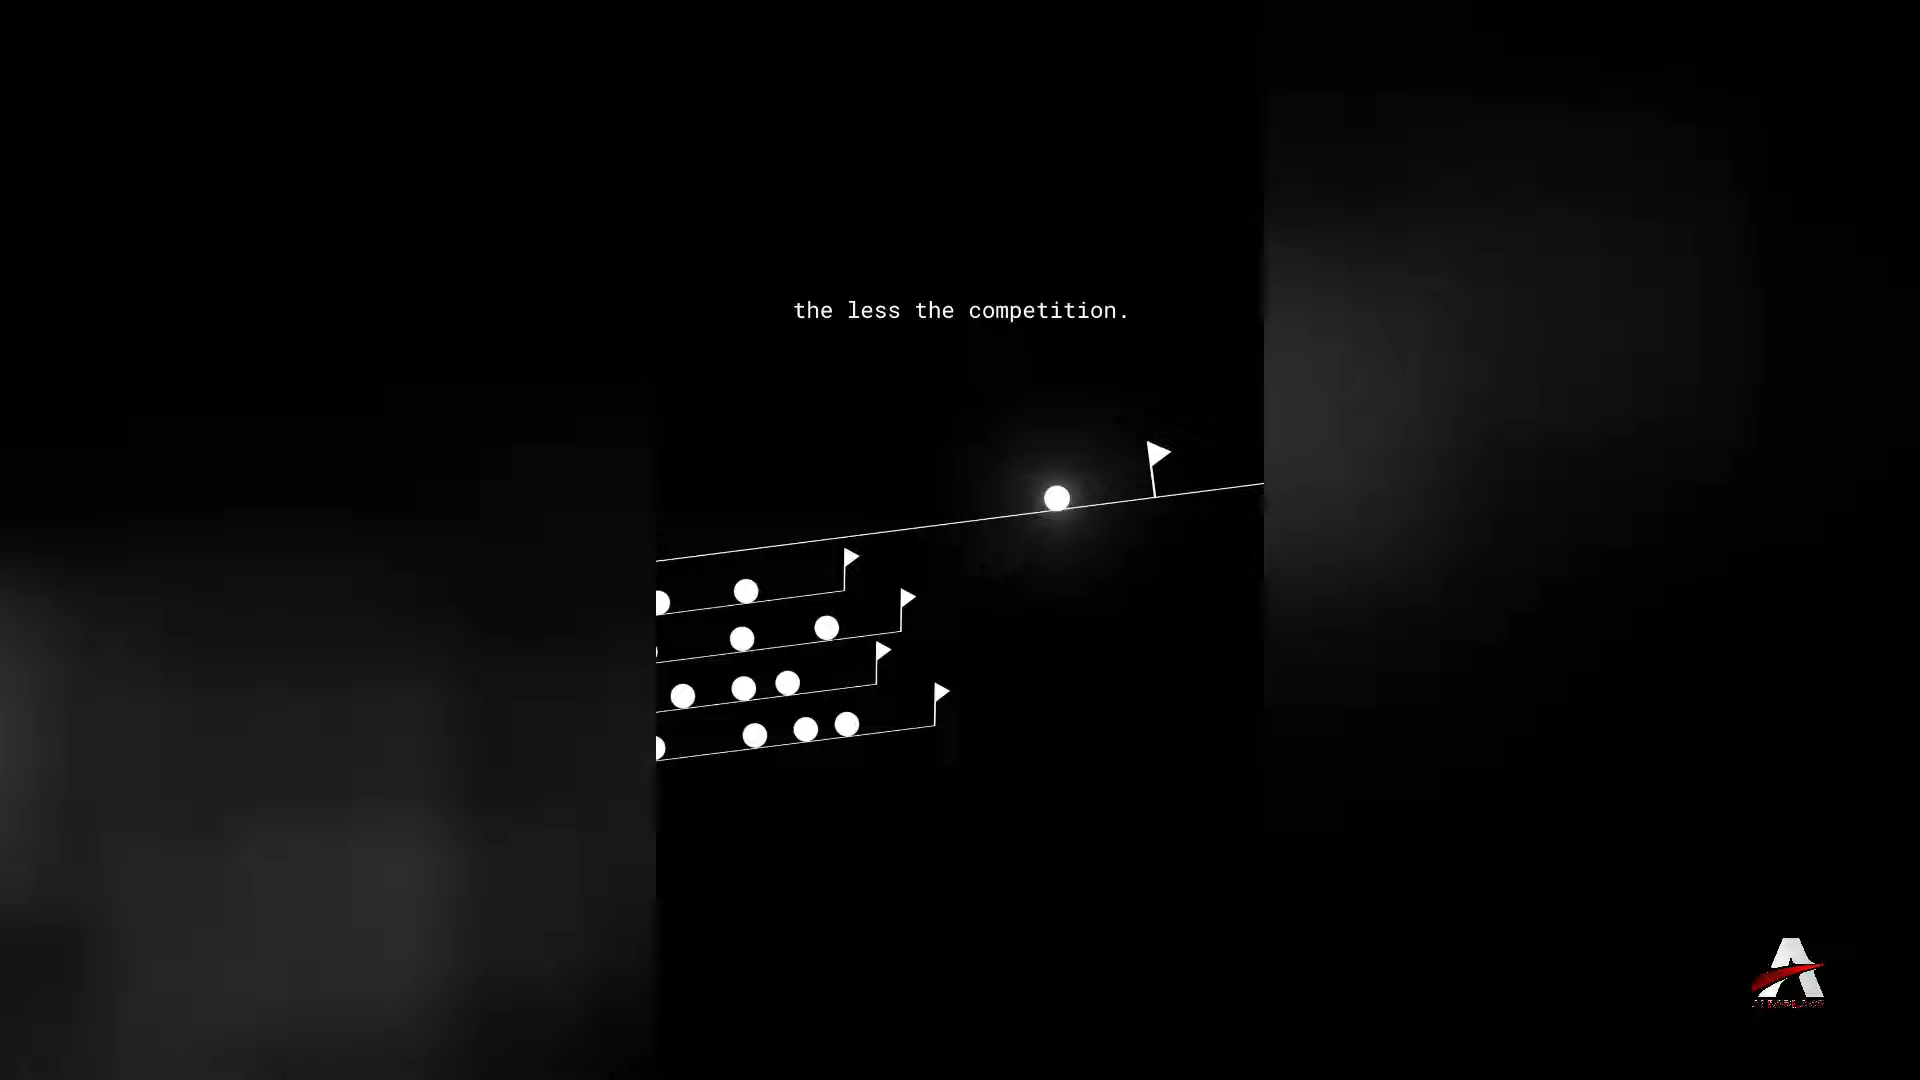 the less the competition.